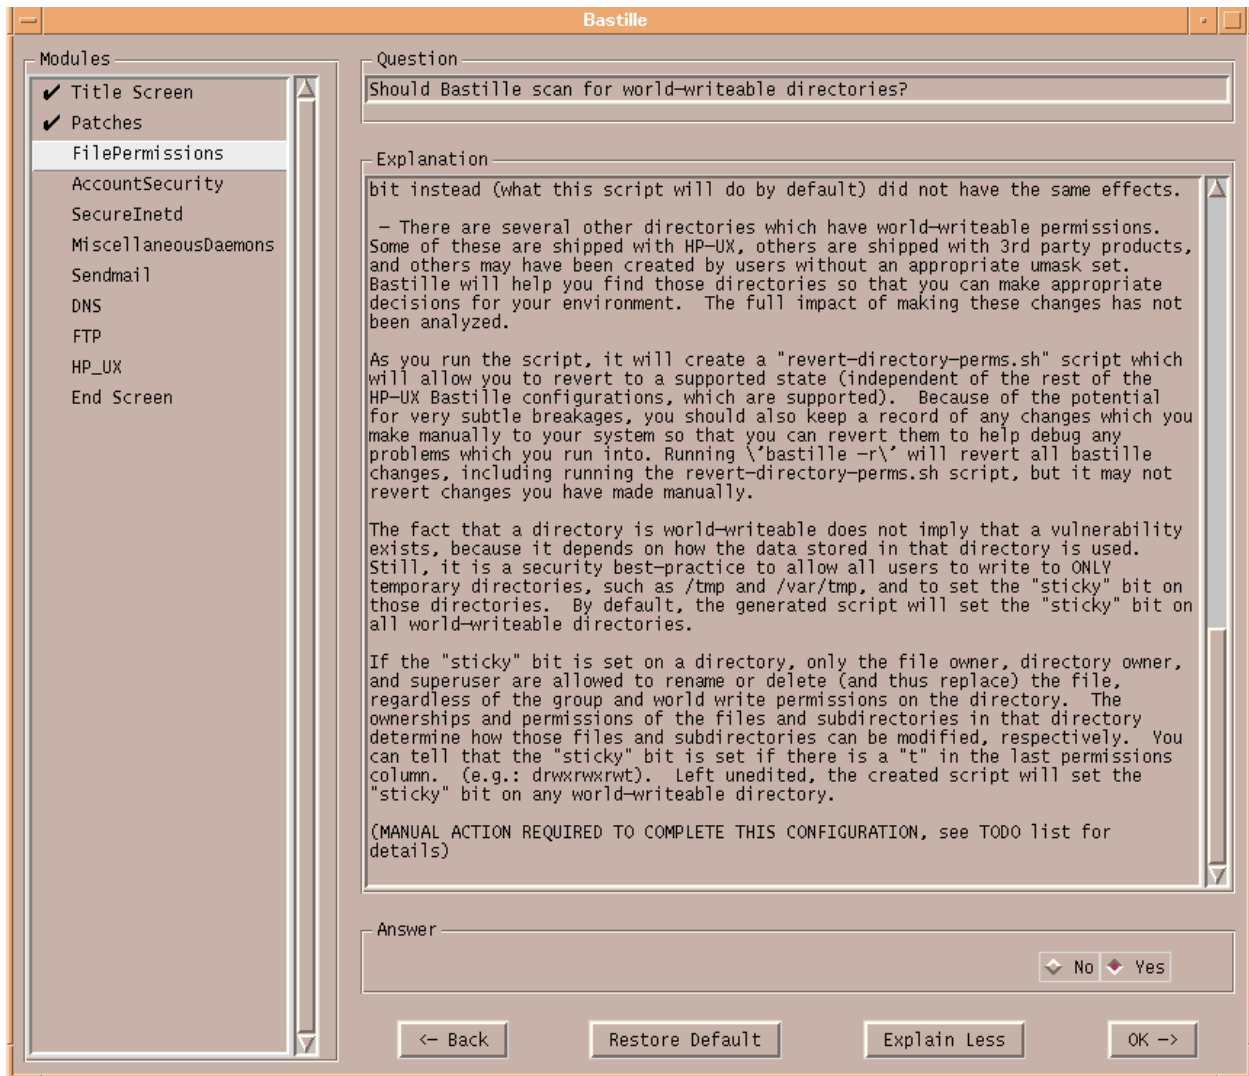 Bastille
Modules
✔ Title Screen
✔ Patches
FilePermissions
AccountSecurity
SecureInetd
MiscellaneousDaemons
Sendmail
DNS
FTP
HP_UX
End Screen
Question
Should Bastille scan for world-writeable directories?
Explanation
bit instead (what this script will do by default) did not have the same effects.
- There are several other directories which have world-writeable permissions.
Some of these are shipped with HP-UX, others are shipped with 3rd party products,
and others may have been created by users without an appropriate umask set.
Bastille will help you find those directories so that you can make appropriate
decisions for your environment.  The full impact of making these changes has not
been analyzed.
As you run the script, it will create a "revert-directory-perms.sh" script which
will allow you to revert to a supported state (independent of the rest of the
HP-UX Bastille configurations, which are supported).  Because of the potential
for very subtle breakages, you should also keep a record of any changes which you
make manually to your system so that you can revert them to help debug any
problems which you run into. Running \'bastille -r\' will revert all bastille
changes, including running the revert-directory-perms.sh script, but it may not
revert changes you have made manually.
The fact that a directory is world-writeable does not imply that a vulnerability
exists, because it depends on how the data stored in that directory is used.
Still, it is a security best-practice to allow all users to write to ONLY
temporary directories, such as /tmp and /var/tmp, and to set the "sticky" bit on
those directories.  By default, the generated script will set the "sticky" bit on
all world-writeable directories.
If the "sticky" bit is set on a directory, only the file owner, directory owner,
and superuser are allowed to rename or delete (and thus replace) the file,
regardless of the group and world write permissions on the directory.  The
ownerships and permissions of the files and subdirectories in that directory
determine how those files and subdirectories can be modified, respectively.  You
can tell that the "sticky" bit is set if there is a "t" in the last permissions
column.  (e.g.: drwxrwxrwt).  Left unedited, the created script will set the
"sticky" bit on any world-writeable directory.
(MANUAL ACTION REQUIRED TO COMPLETE THIS CONFIGURATION, see TODO list for
details)
Answer
No Yes
<- Back Restore Default Explain Less OK ->